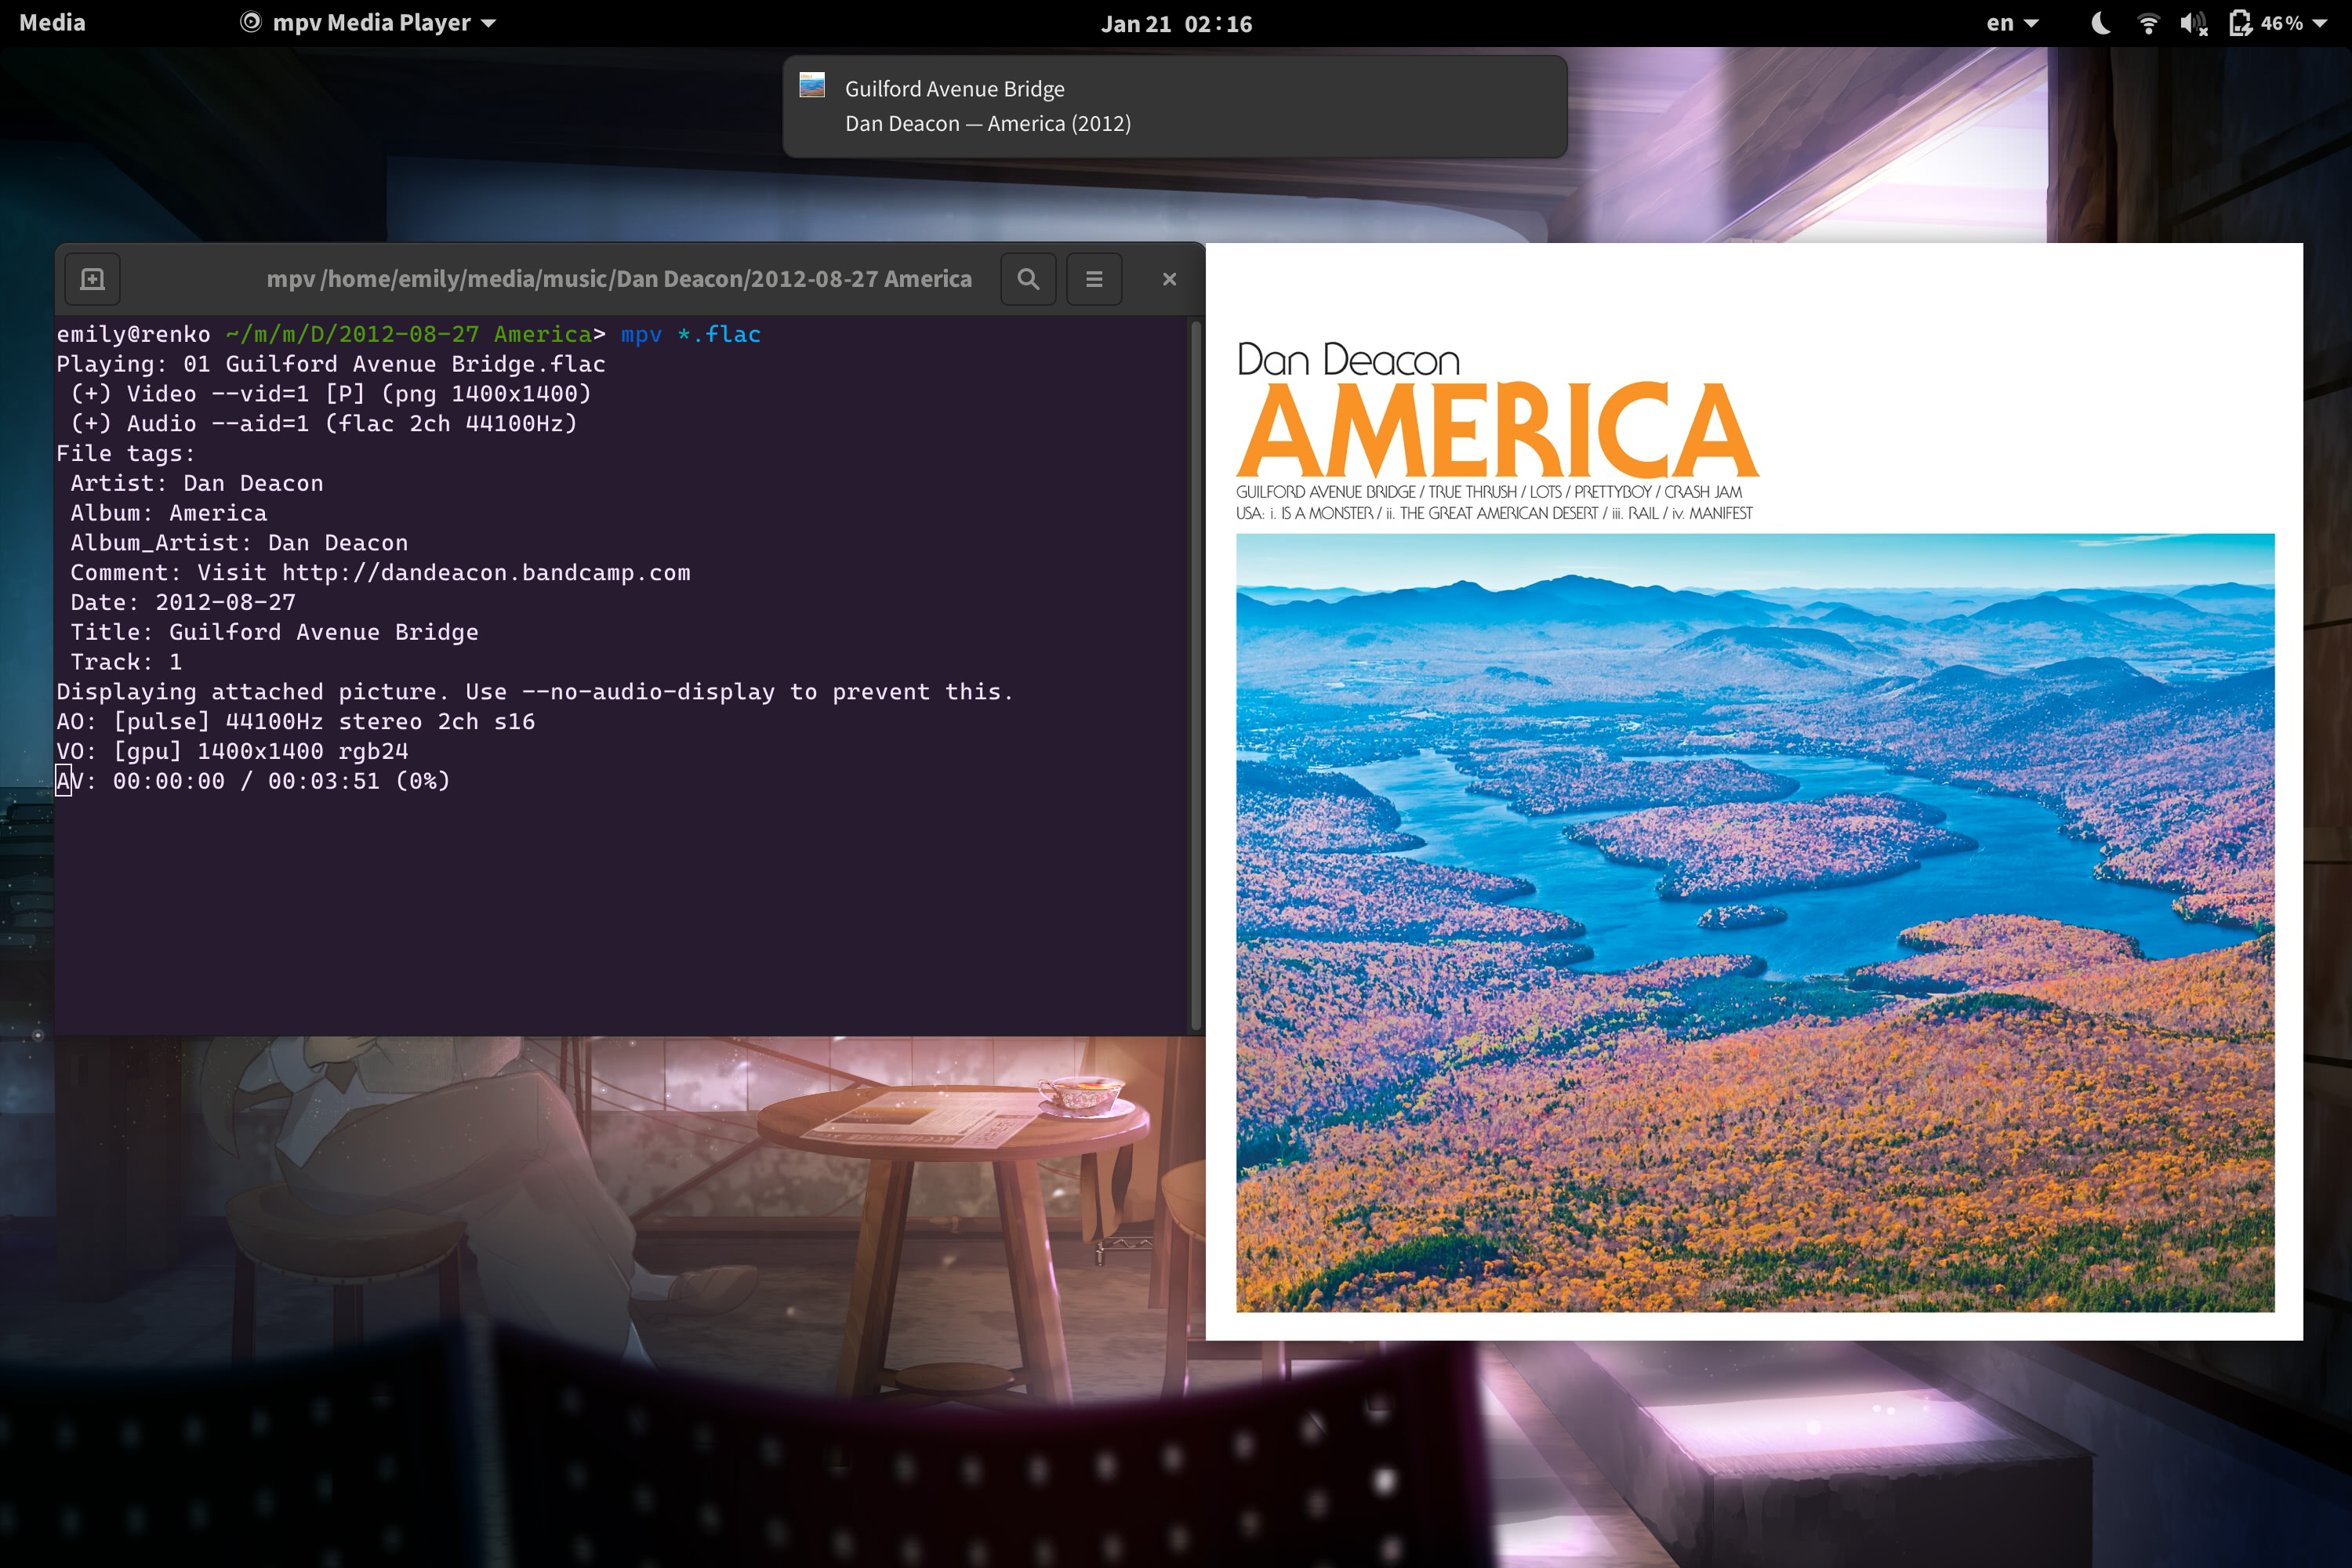 Media
mpv Media Player
Jan 21 02:16
en
46%
Guilford Avenue Bridge
Dan Deacon — America (2012)
mpv /home/emily/media/music/Dan Deacon/2012-08-27 America
emily@renko ~/m/m/D/2012-08-27 America> mpv *.flac
Playing: 01 Guilford Avenue Bridge.flac
(+) Video --vid=1 [P] (png 1400x1400)
(+) Audio --aid=1 (flac 2ch 44100Hz)
File tags:
Artist: Dan Deacon
Album: America
Album_Artist: Dan Deacon
Comment: Visit http://dandeacon.bandcamp.com
Date: 2012-08-27
Title: Guilford Avenue Bridge
Track: 1
Displaying attached picture. Use --no-audio-display to prevent this.
AO: [pulse] 44100Hz stereo 2ch s16
VO: [gpu] 1400x1400 rgb24
AV: 00:00:00 / 00:03:51 (0%)
Dan Deacon
AMERICA
GUILFORD AVENUE BRIDGE / TRUE THRUSH / LOTS / PRETTYBOY / CRASH JAM
USA: i. IS A MONSTER / ii. THE GREAT AMERICAN DESERT / iii. RAIL / iv. MANIFEST